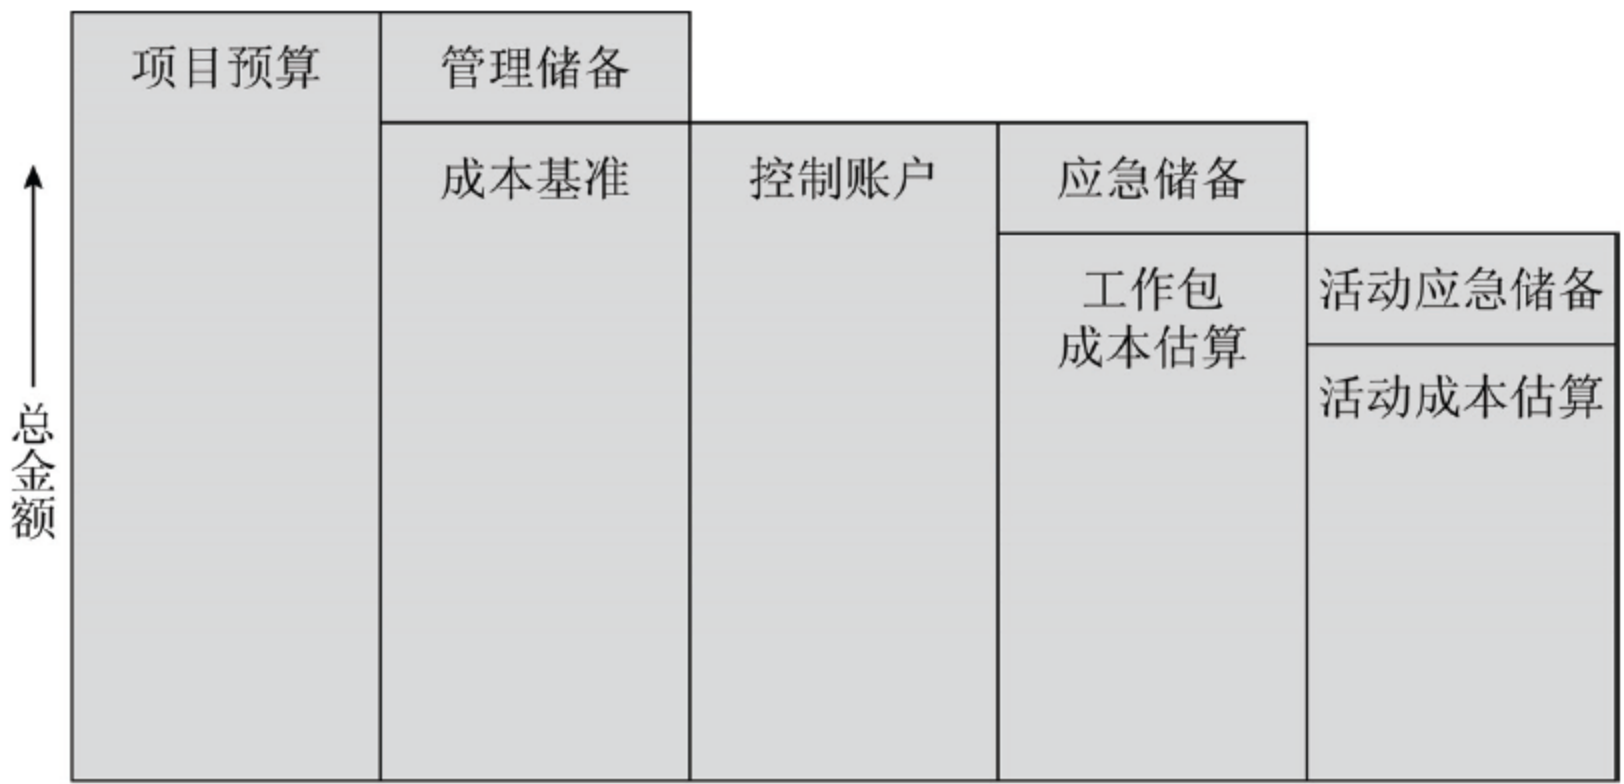 项目预算
管理储备
成本基准
控制账户
应急储备
工作包
成本估算
活动应急储备
活动成本估算
总金额